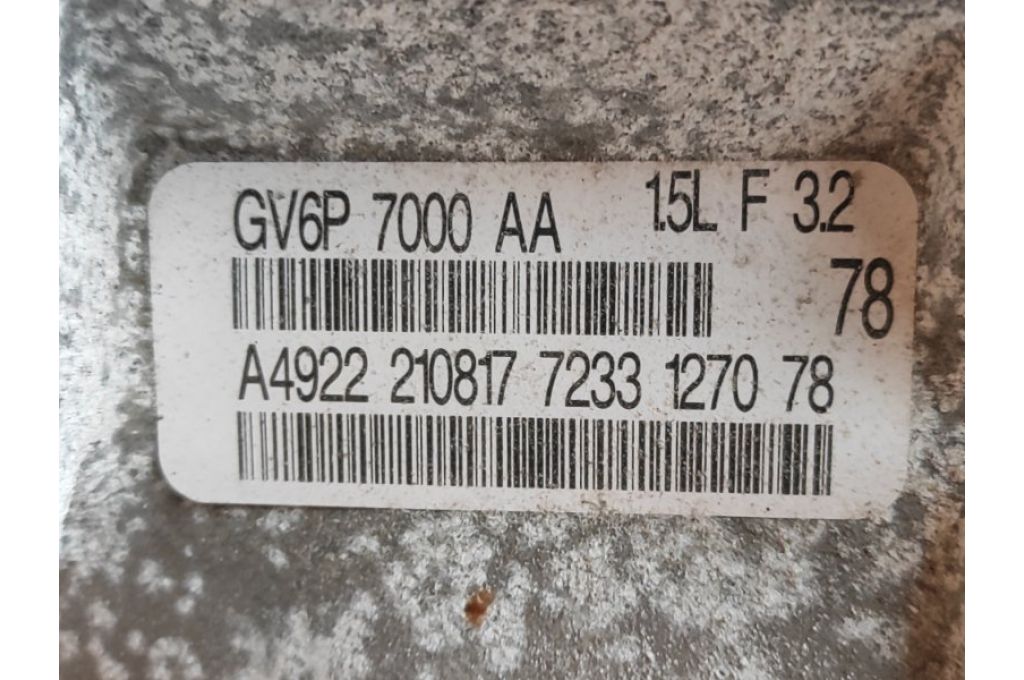 GV6P 7000 AA 1.5L F 3.2
78
A4922 210817 7233 1270 78